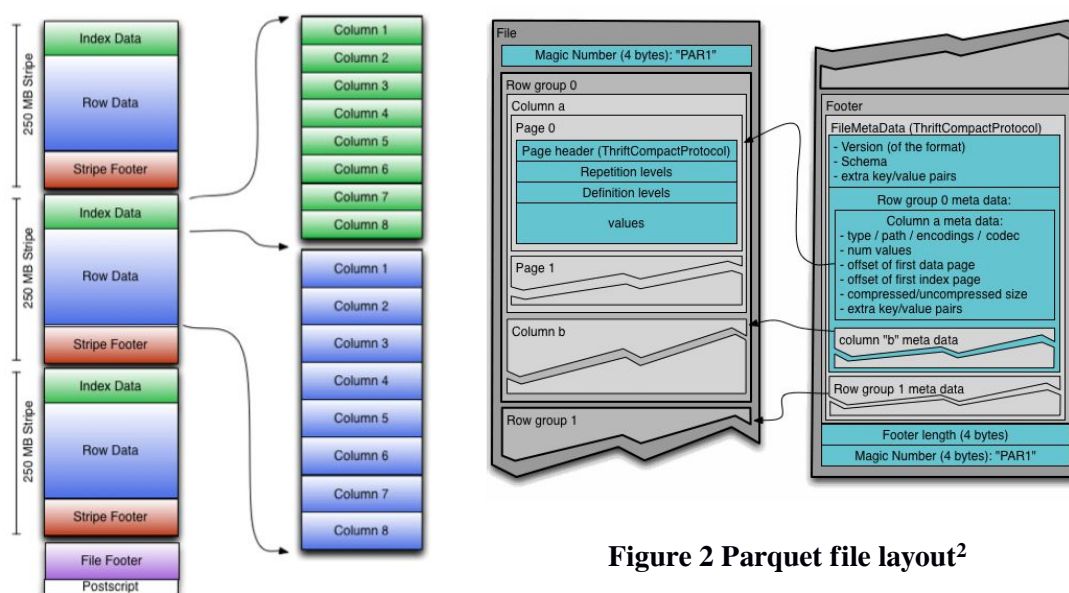 250 MB Stripe
Index Data
Row Data
Stripe Footer
250 MB Stripe
Index Data
Row Data
Stripe Footer
250 MB Stripe
Index Data
Row Data
Stripe Footer
File Footer
Postscript
Column 1
Column 2
Column 3
Column 4
Column 5
Column 6
Column 7
Column 8
Column 1
Column 2
Column 3
Column 4
Column 5
Column 6
Column 7
Column 8
File
Magic Number (4 bytes): "PAR1"
Row group 0
Column a
Page 0
Page header (ThriftCompactProtocol)
Repetition levels
Definition levels
values
Page 1
Column b
Row group 1
Footer
FileMetaData (ThriftCompactProtocol)
- Version (of the format)
- Schema
- extra key/value pairs
Row group 0 meta data:
Column a meta data:
- type / path / encodings / codec
- num values
- offset of first data page
- offset of first index page
- compressed/uncompressed size
- extra key/value pairs
column "b" meta data
Row group 1 meta data
Footer length (4 bytes)
Magic Number (4 bytes): "PAR1"
Figure 2 Parquet file layout²